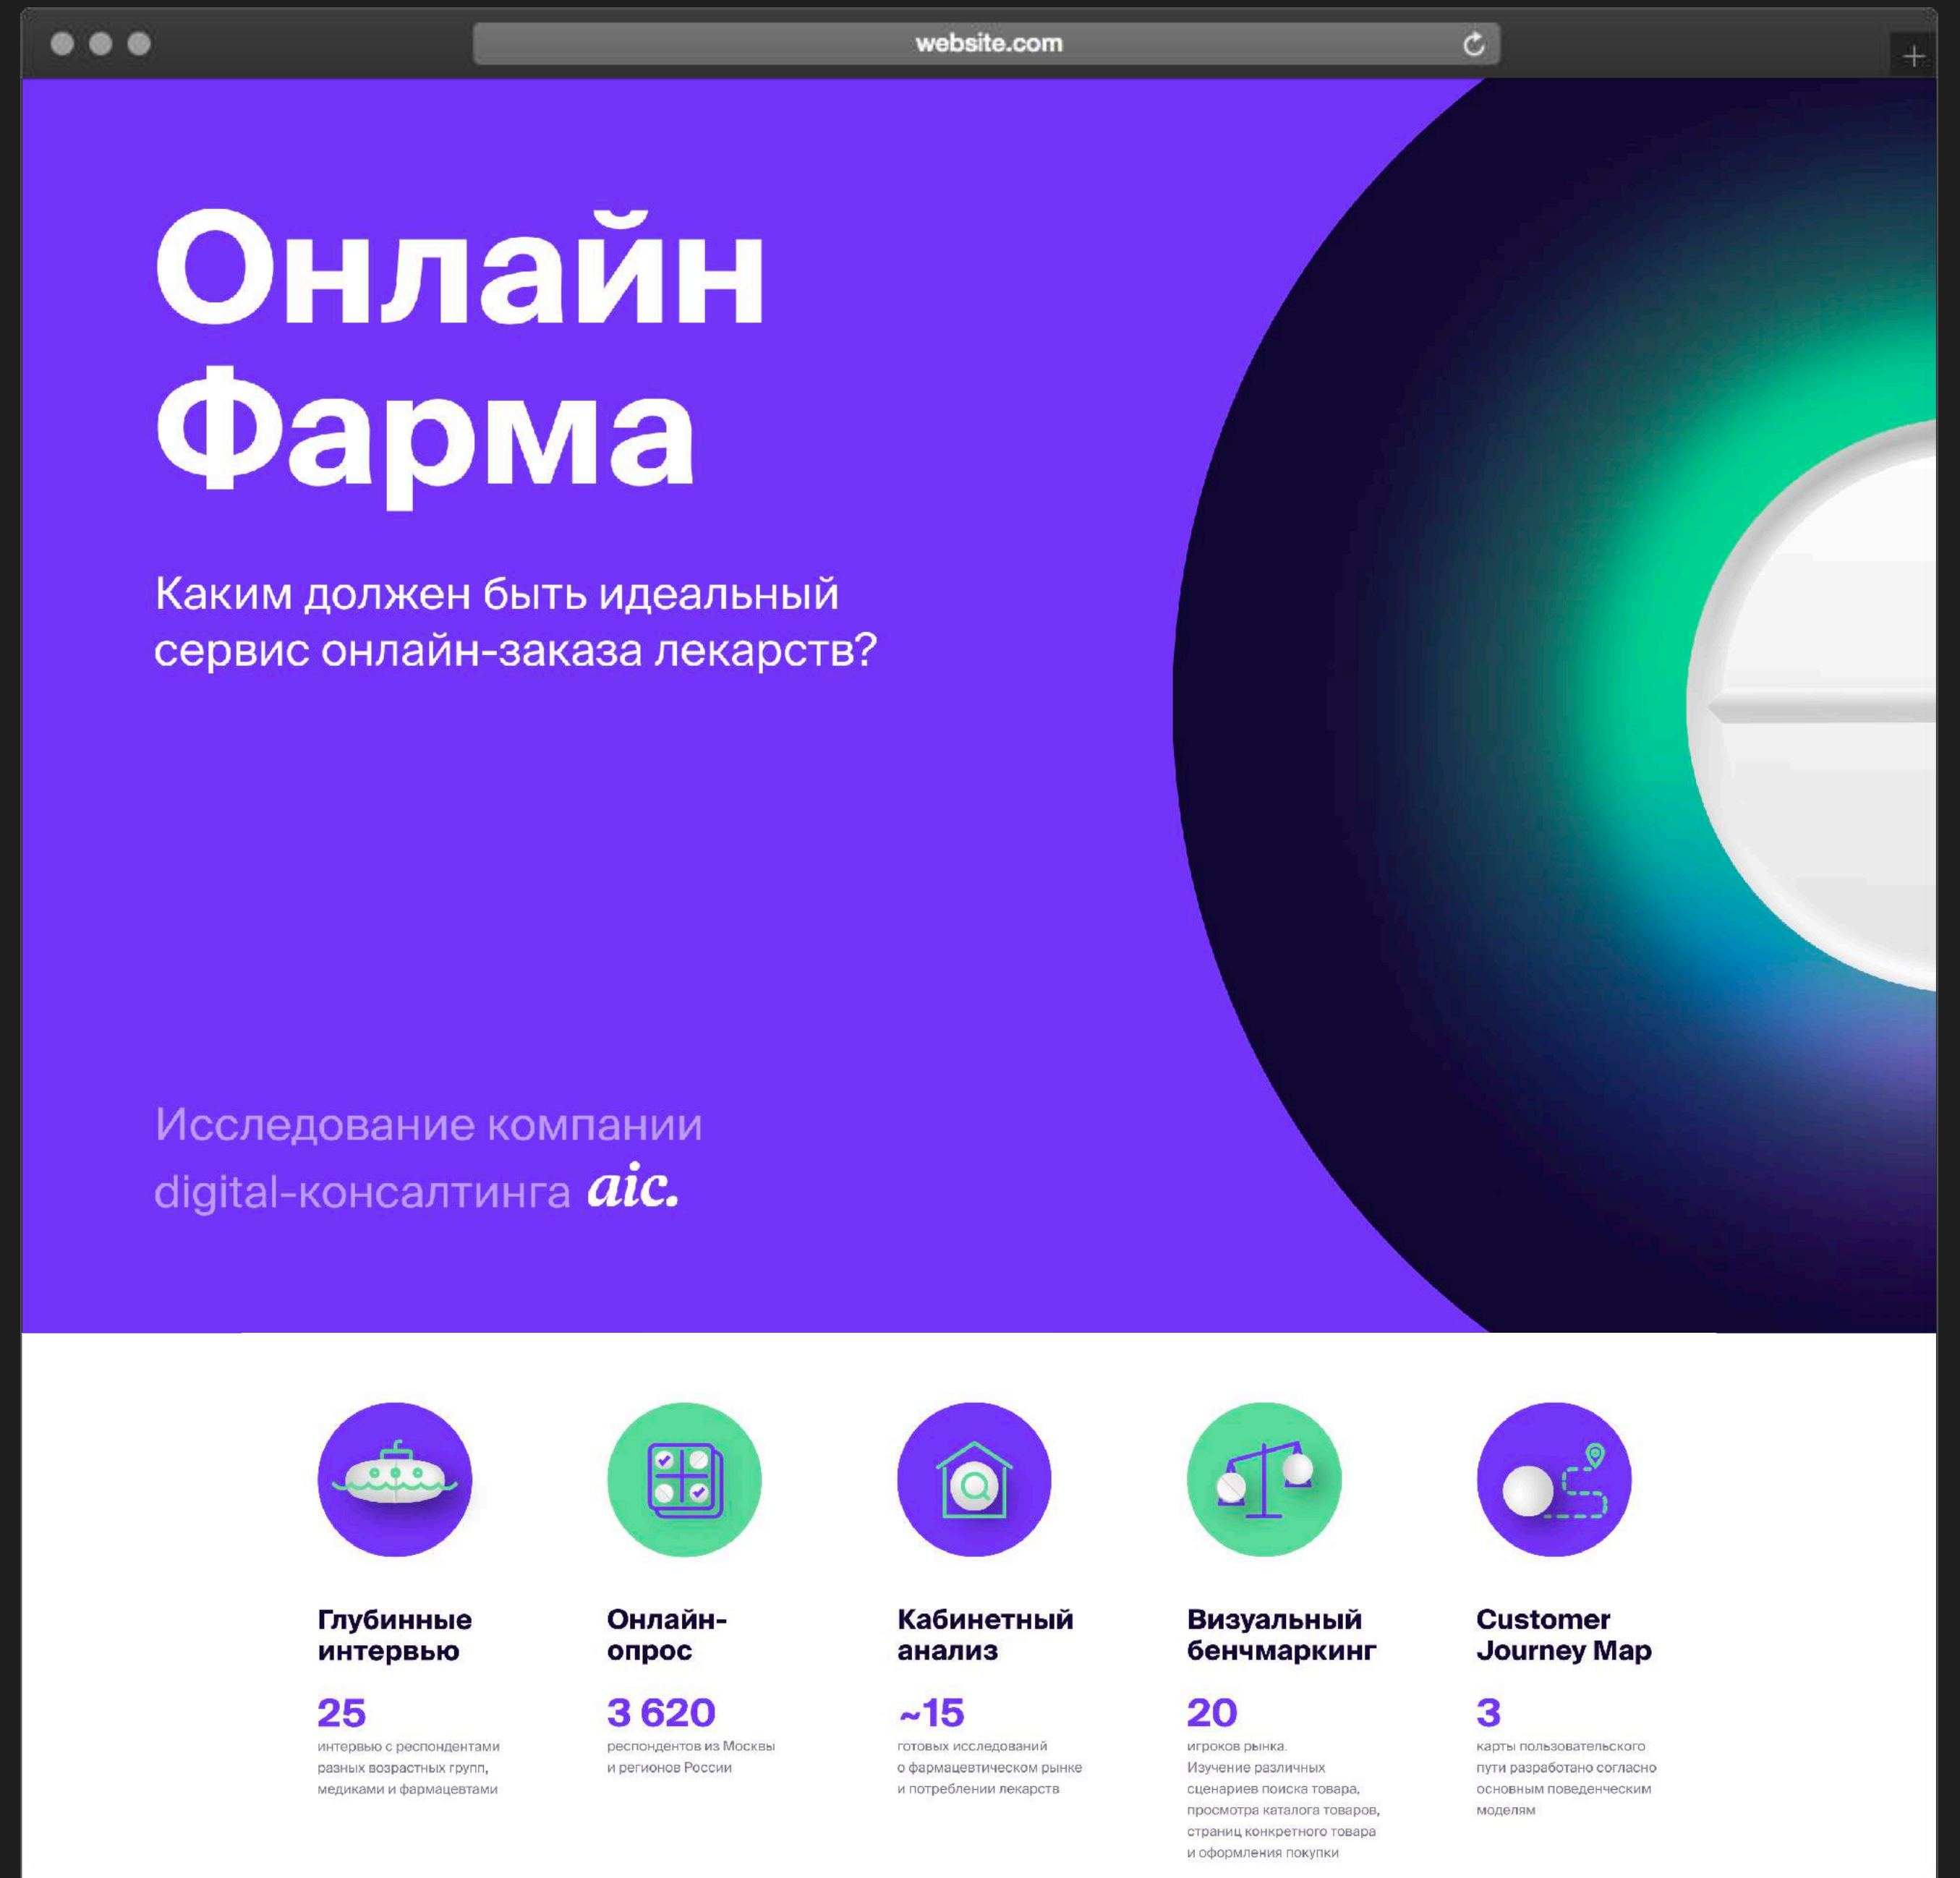 website.com
Онлайн
Фарма
Каким должен быть идеальный
сервис онлайн-заказа лекарств?
Исследование компании
digital-консалтинга aic.
Глубинные
интервью
25
интервью с респондентами
разных возрастных групп,
медиками и фармацевтами
Онлайн-
опрос
3 620
респондентов из Москвы
и регионов России
Кабинетный
анализ
~15
готовых исследований
о фармацевтическом рынке
и потреблении лекарств
Визуальный
бенчмаркинг
20
игроков рынка.
Изучение различных
сценариев поиска товара,
просмотра каталога товаров,
страниц конкретного товара
и оформления покупки
Customer
Journey Map
3
карты пользовательского
пути разработано согласно
основным поведенческим
моделям